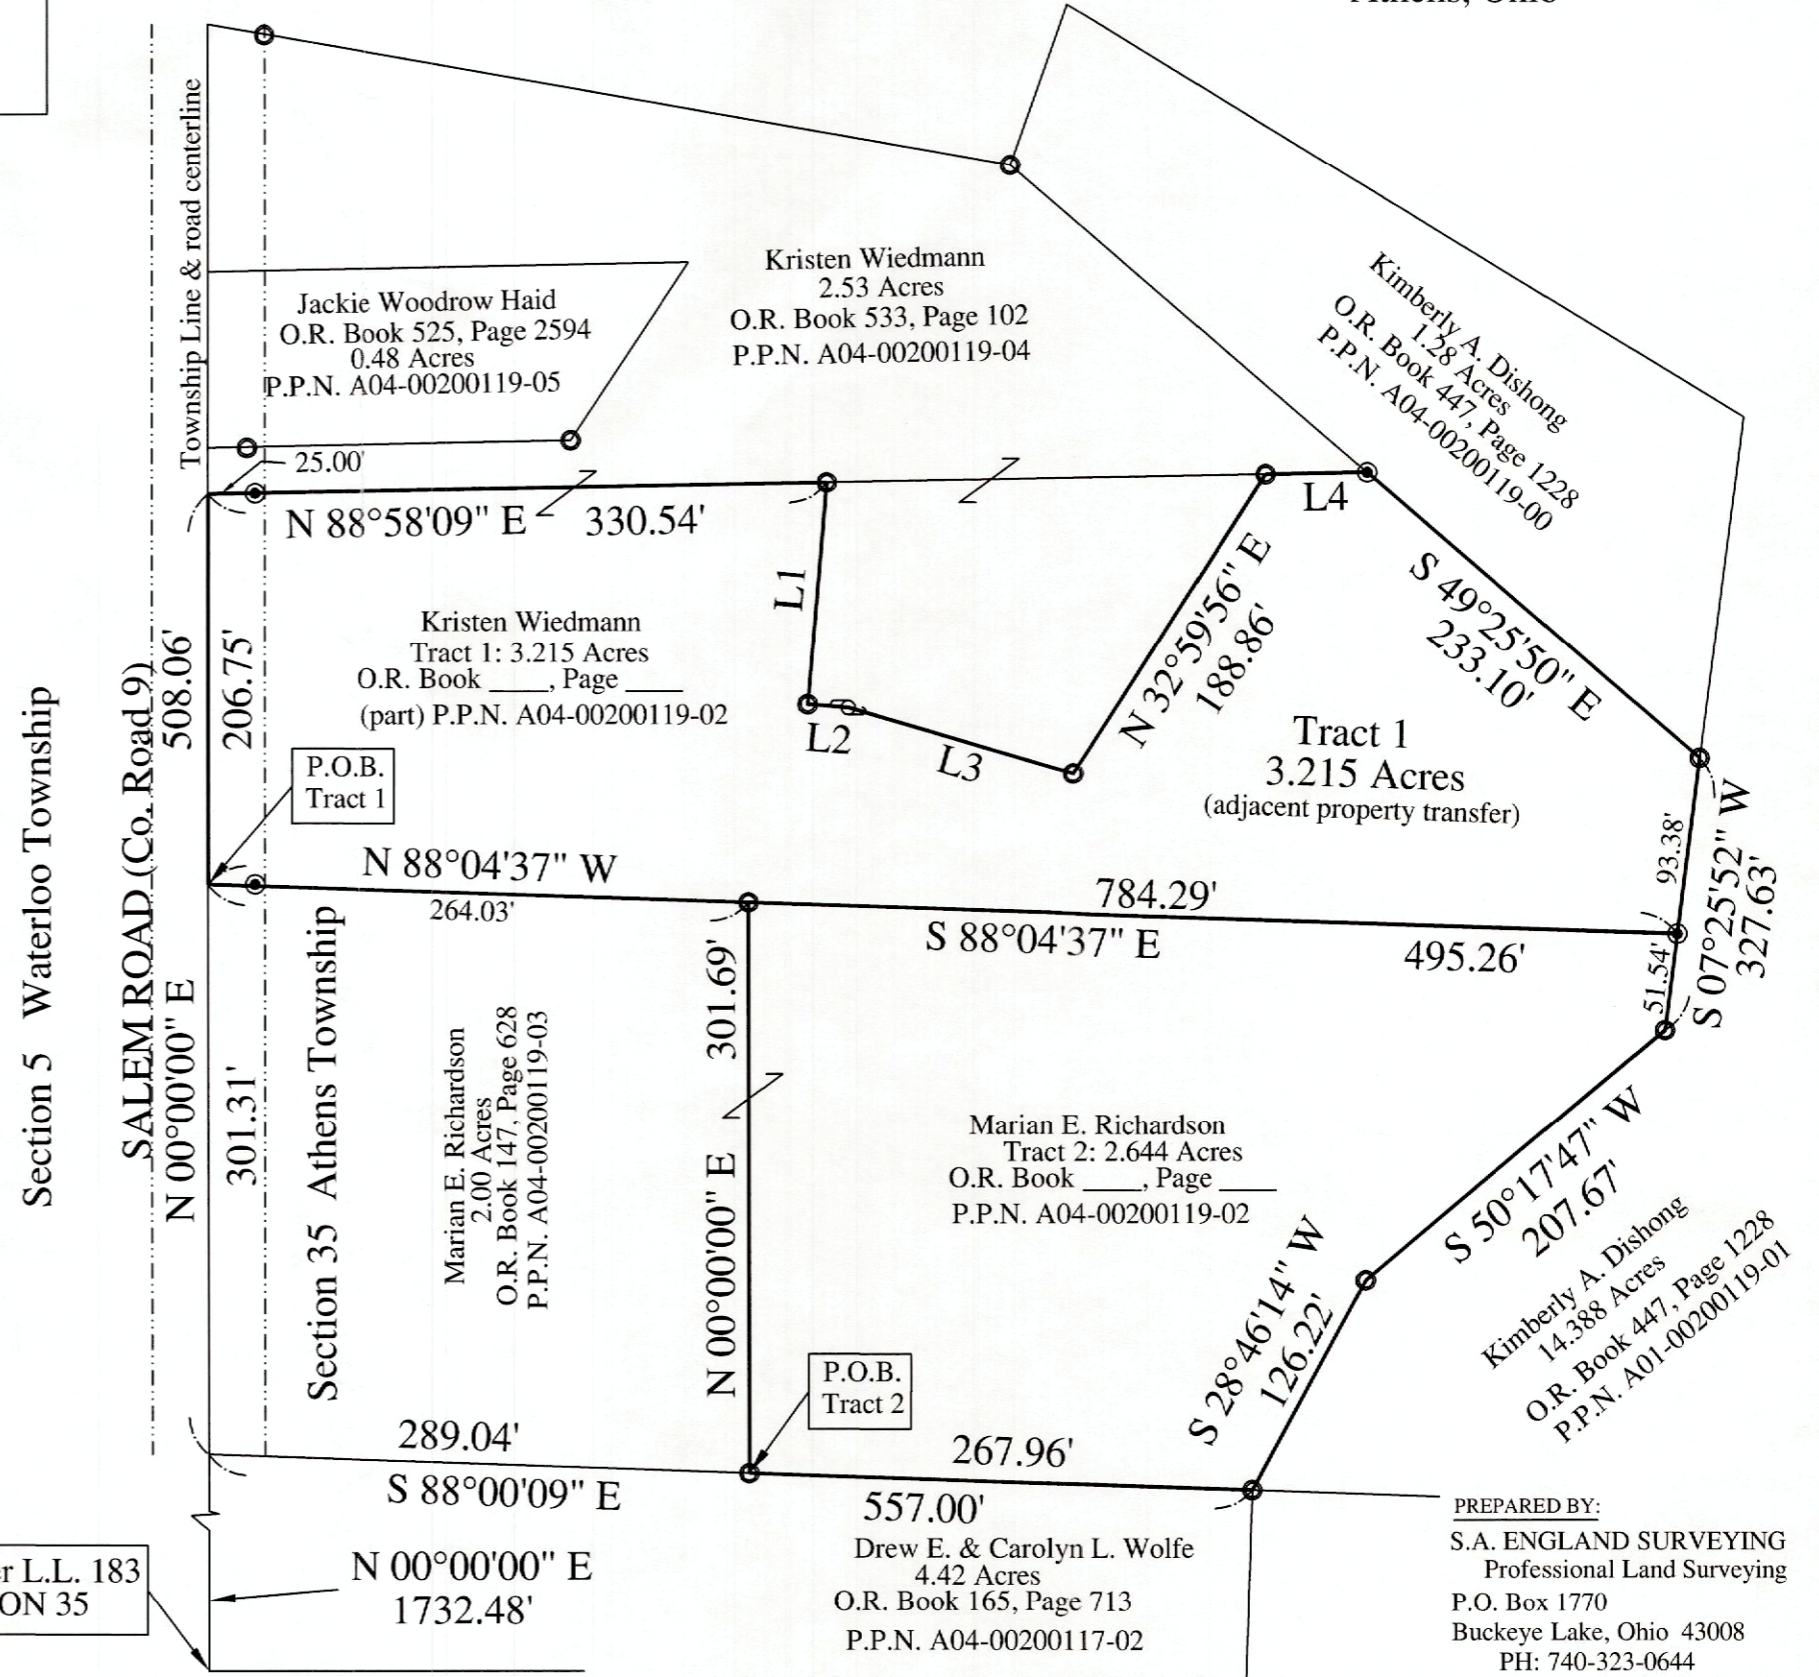 Athens, Ohio
Township Line & road centerline
Kristen Wiedmann
2.53 Acres
O.R. Book 533, Page 102
P.P.N. A04-00200119-04
Jackie Woodrow Haid
O.R. Book 525, Page 2594
0.48 Acres
P.P.N. A04-00200119-05
Kimberly A. Dishong
1.28 Acres
O.R. Book 447, Page 1228
P.P.N. A04-00200119-00
25.00'
N 88°58'09" E
330.54'
L4
L1
N 32°59'56" E
188.86'
S 49°25'50" E
233.10'
Kristen Wiedmann
Tract 1: 3.215 Acres
O.R. Book ____, Page ____
(part) P.P.N. A04-00200119-02
508.06'
206.75'
L2
L3
Tract 1
3.215 Acres
(adjacent property transfer)
P.O.B.
Tract 1
Section 5 Waterloo Township
SALEM ROAD (Co. Road 9)
N 00°00'00" E
93.38'
S 07°25'52" W
327.63'
51.54'
N 88°04'37" W
264.03'
784.29'
S 88°04'37" E
495.26'
301.31'
Section 35 Athens Township
Marian E. Richardson
2.00 Acres
O.R. Book 147, Page 628
P.P.N. A04-00200119-03
301.69'
N 00°00'00" E
Marian E. Richardson
Tract 2: 2.644 Acres
O.R. Book ____, Page ____
P.P.N. A04-00200119-02
S 50°17'47" W
207.67'
S 28°46'14" W
126.22'
Kimberly A. Dishong
14.388 Acres
O.R. Book 447, Page 1228
P.P.N. A01-00200119-01
P.O.B.
Tract 2
289.04'
S 88°00'09" E
267.96'
557.00'
Drew E. & Carolyn L. Wolfe
4.42 Acres
O.R. Book 165, Page 713
P.P.N. A04-00200117-02
r L.L. 183
ON 35
N 00°00'00" E
1732.48'
PREPARED BY:
S.A. ENGLAND SURVEYING
Professional Land Surveying
P.O. Box 1770
Buckeye Lake, Ohio 43008
PH: 740-323-0644